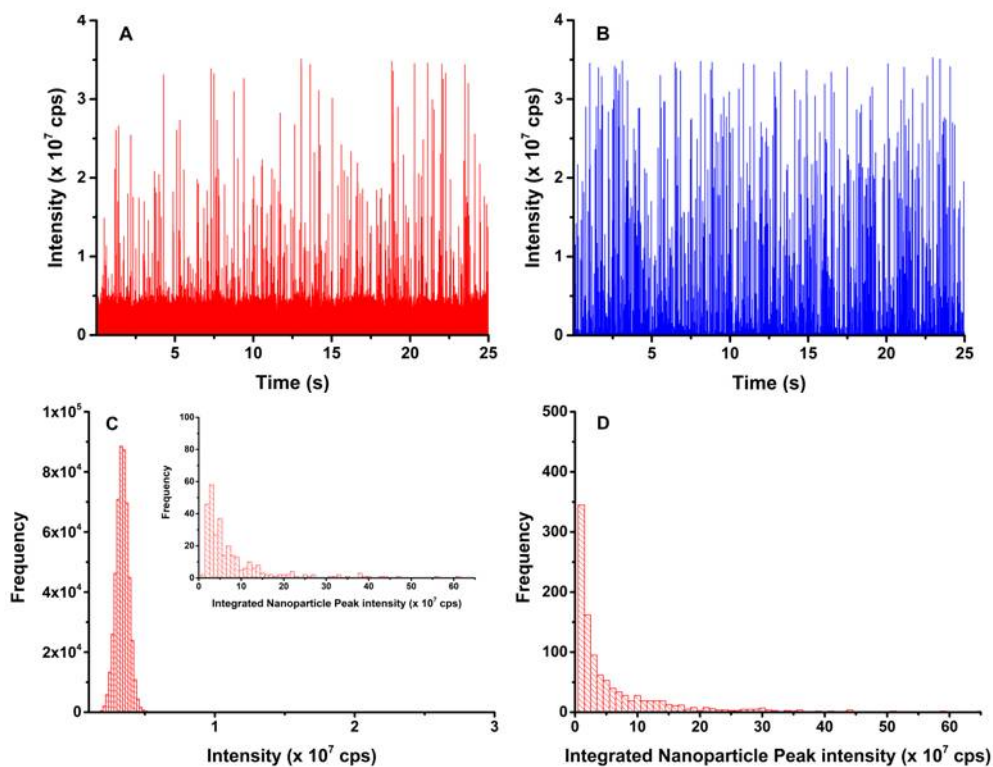 A
Intensity (x 10⁷ cps)
4
3
2
1
0
5
10
15
20
25
Time (s)
B
Intensity (x 10⁷ cps)
4
3
2
1
0
5
10
15
20
25
Time (s)
C
Frequency
1x10⁵
8x10⁴
6x10⁴
4x10⁴
2x10⁴
0
1
2
3
Intensity (x 10⁷ cps)
Frequency
100
80
60
40
20
0
0
10
20
30
40
50
60
Integrated Nanoparticle Peak intensity (x 10⁷ cps)
D
Frequency
500
400
300
200
100
0
0
10
20
30
40
50
60
Integrated Nanoparticle Peak intensity (x 10⁷ cps)